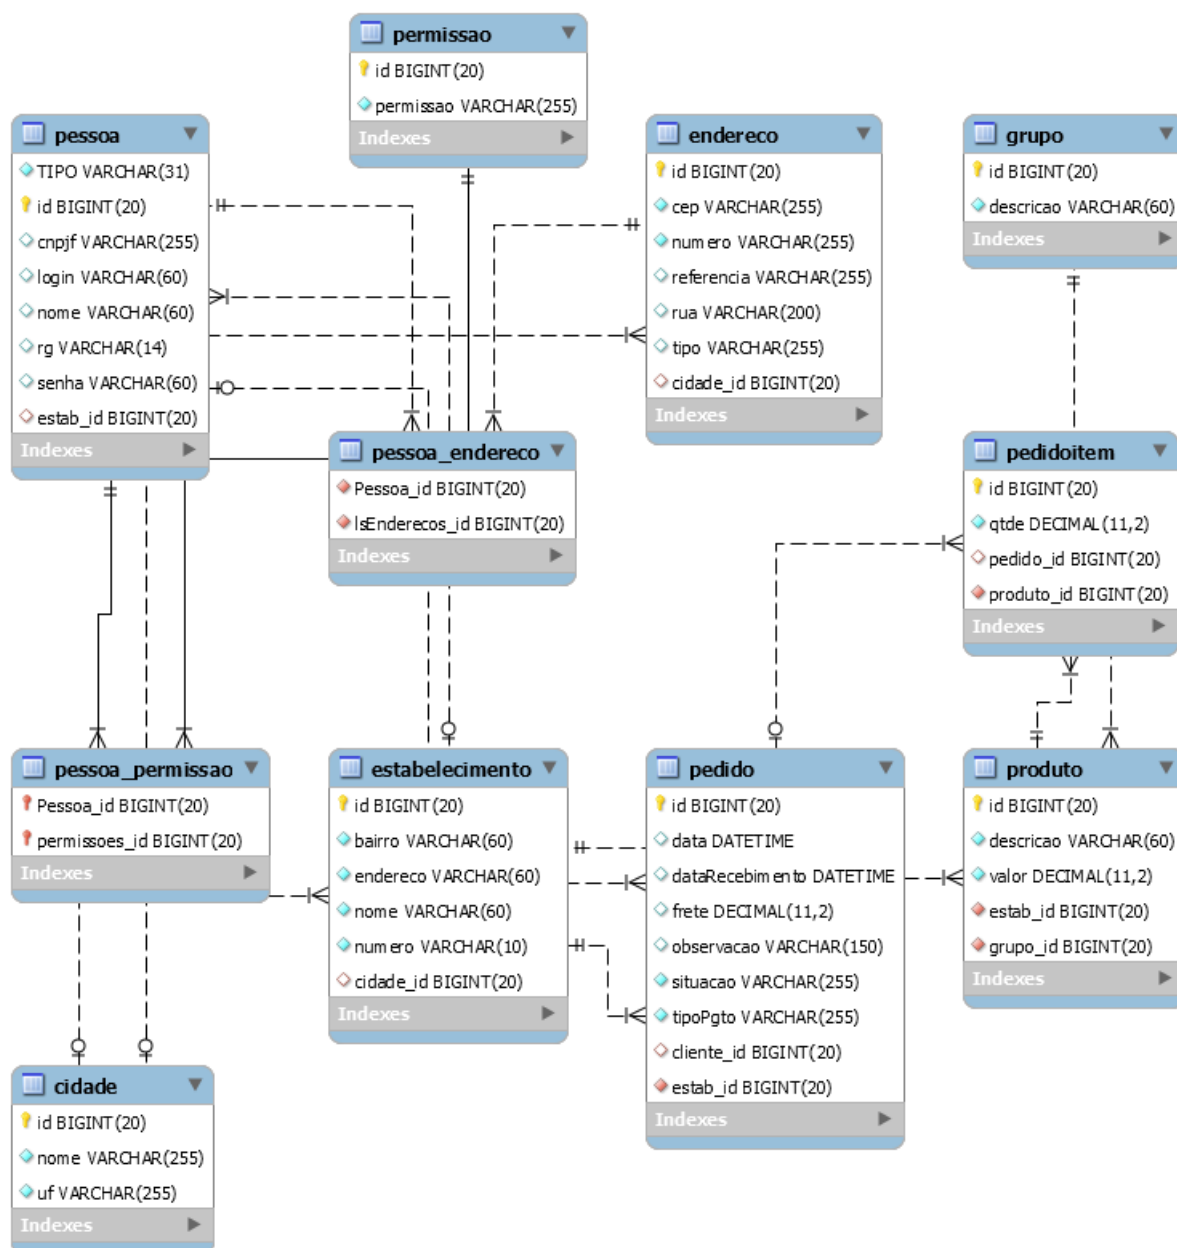 permissao
id BIGINT(20)
permissao VARCHAR(255)
Indexes
pessoa
TIPO VARCHAR(31)
id BIGINT(20)
cnpjf VARCHAR(255)
login VARCHAR(60)
nome VARCHAR(60)
rg VARCHAR(14)
senha VARCHAR(60)
estab_id BIGINT(20)
Indexes
endereco
id BIGINT(20)
cep VARCHAR(255)
numero VARCHAR(255)
referencia VARCHAR(255)
rua VARCHAR(200)
tipo VARCHAR(255)
cidade_id BIGINT(20)
Indexes
grupo
id BIGINT(20)
descricao VARCHAR(60)
Indexes
pessoa_endereco
Pessoa_id BIGINT(20)
lsEnderecos_id BIGINT(20)
Indexes
pedidoitem
id BIGINT(20)
qtde DECIMAL(11,2)
pedido_id BIGINT(20)
produto_id BIGINT(20)
Indexes
pessoa_permissao
Pessoa_id BIGINT(20)
permissoes_id BIGINT(20)
Indexes
estabelecimento
id BIGINT(20)
bairro VARCHAR(60)
endereco VARCHAR(60)
nome VARCHAR(60)
numero VARCHAR(10)
cidade_id BIGINT(20)
Indexes
pedido
id BIGINT(20)
data DATETIME
dataRecebimento DATETIME
frete DECIMAL(11,2)
observacao VARCHAR(150)
situacao VARCHAR(255)
tipoPgto VARCHAR(255)
cliente_id BIGINT(20)
estab_id BIGINT(20)
Indexes
produto
id BIGINT(20)
descricao VARCHAR(60)
valor DECIMAL(11,2)
estab_id BIGINT(20)
grupo_id BIGINT(20)
Indexes
cidade
id BIGINT(20)
nome VARCHAR(255)
uf VARCHAR(255)
Indexes